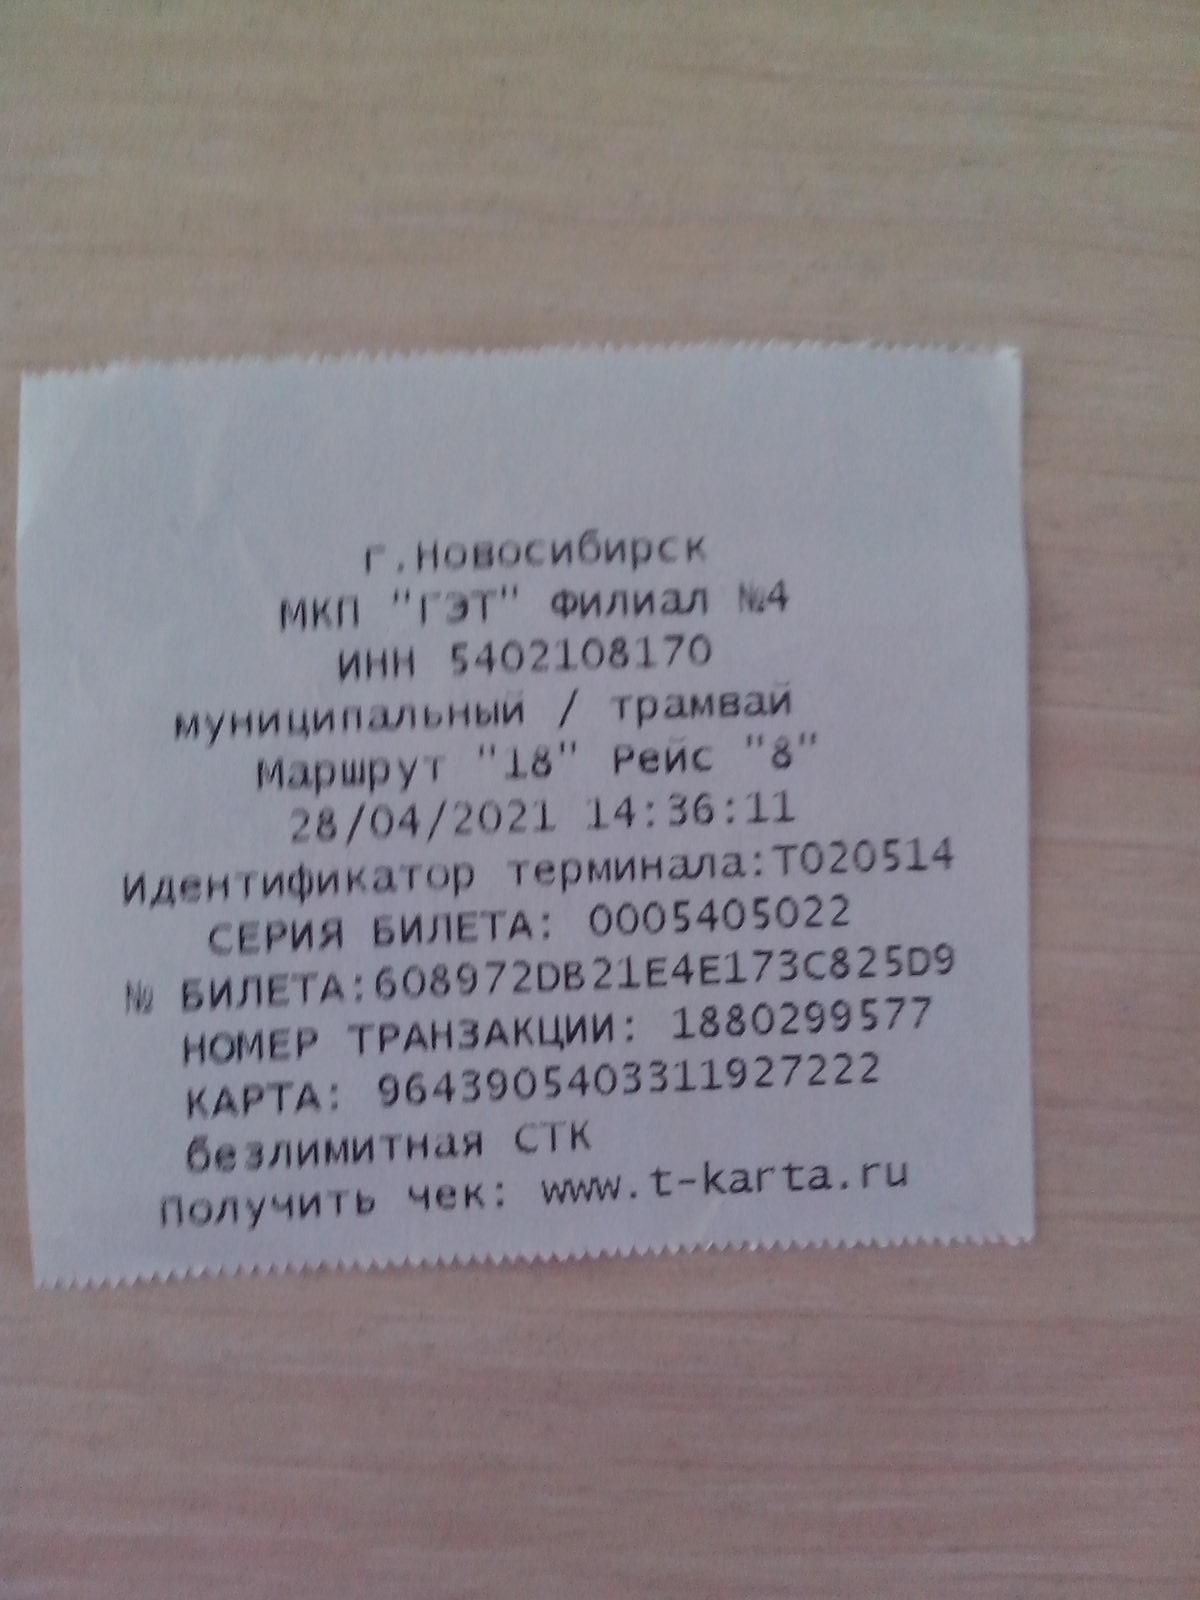 г.Новосибирск
МКП "ГЭТ" Филиал №4
ИНН 5402108170
муниципальный / трамвай
Маршрут "18" Рейс "8"
28/04/2021 14:36:11
Идентификатор терминала:T020514
СЕРИЯ БИЛЕТА: 0005405022
№ БИЛЕТА:608972DB21E4E173C825D9
НОМЕР ТРАНЗАКЦИИ: 1880299577
КАРТА: 9643905403311927222
безлимитная СТК
Получить чек: www.t-karta.ru